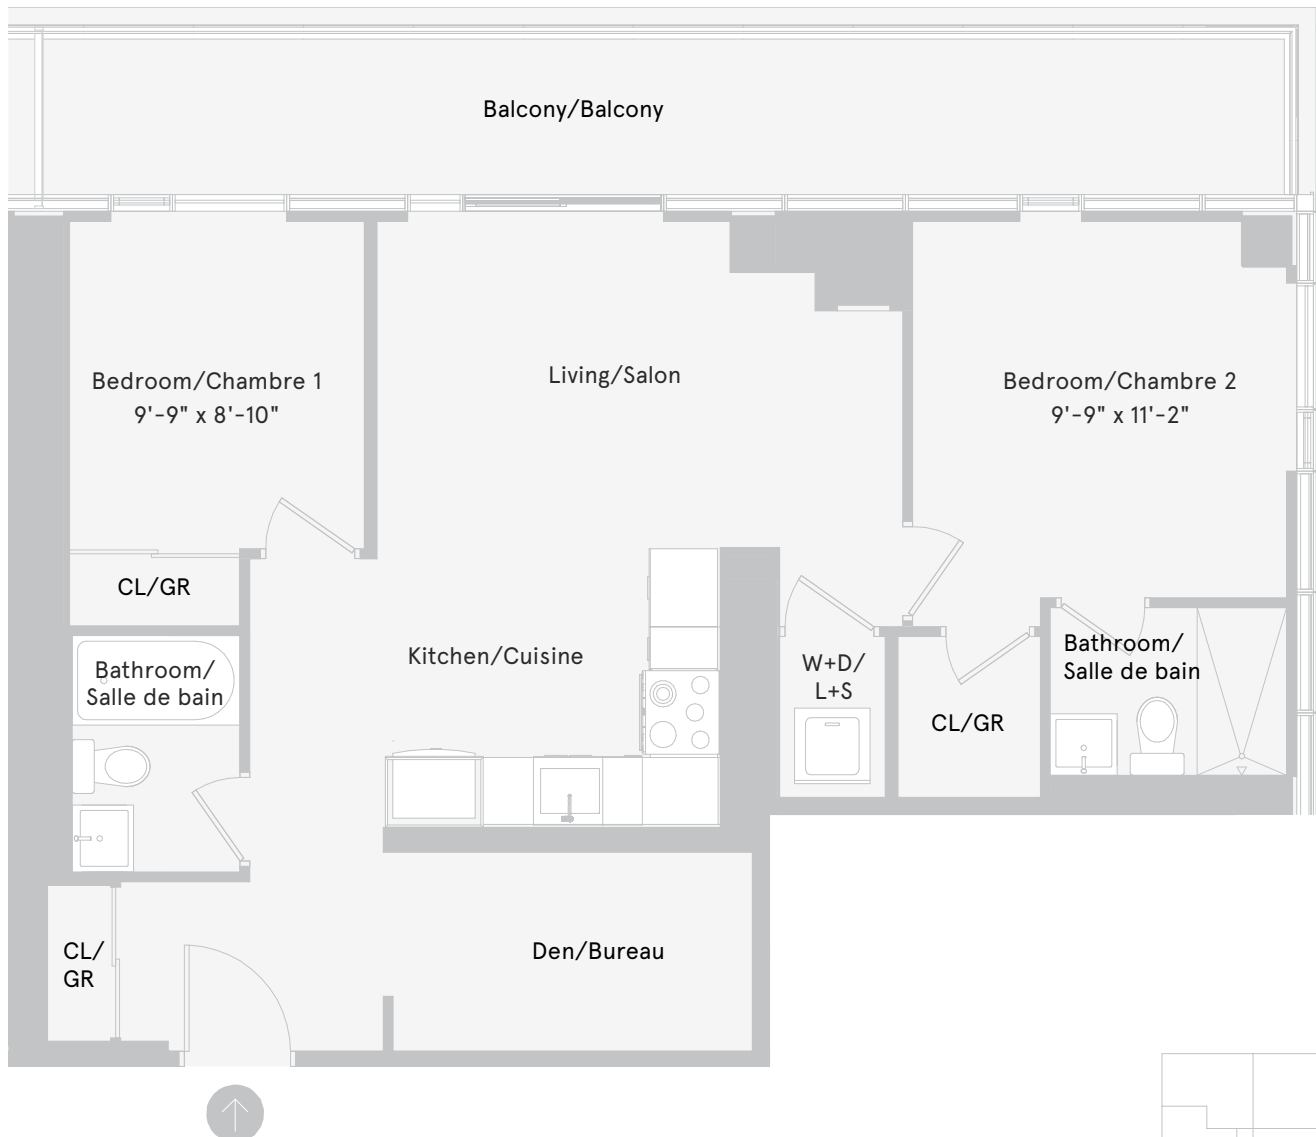 Balcony/Balcony
Living/Salon
Bedroom/Chambre 1
9'-9" x 8'-10"
Bedroom/Chambre 2
9'-9" x 11'-2"
CL/GR
Kitchen/Cuisine
Bathroom/
Salle de bain
W+D/
L+S
CL/GR
Bathroom/
Salle de bain
CL/
GR
Den/Bureau